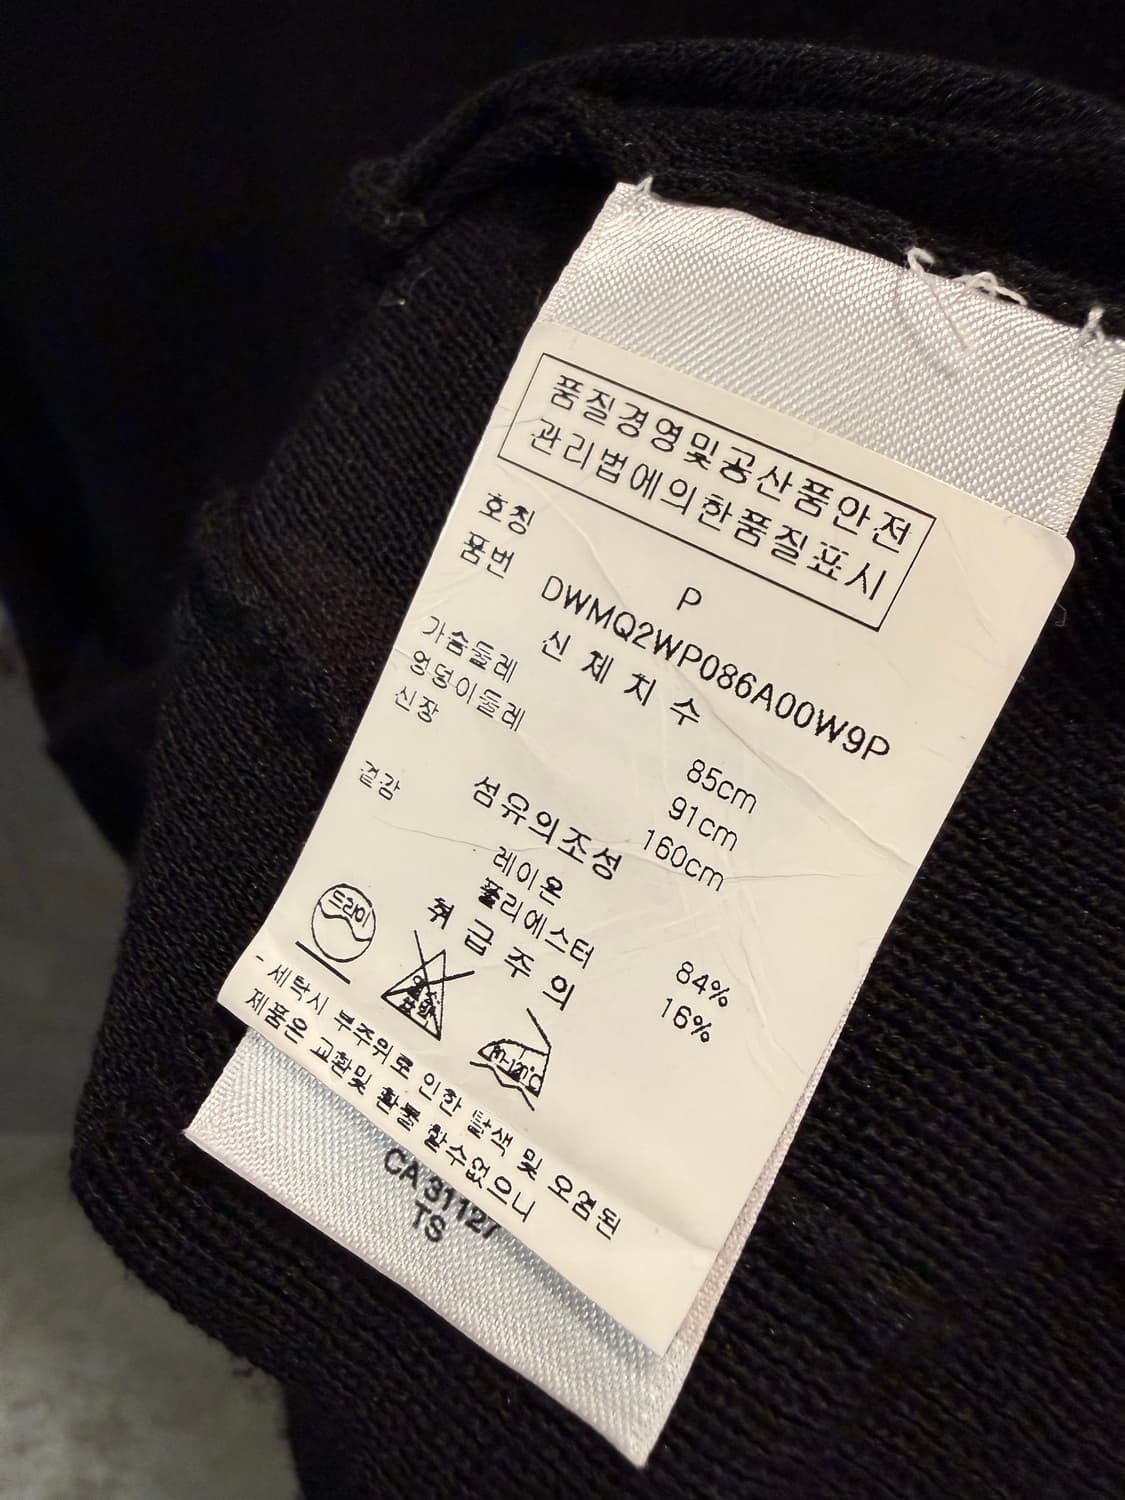 품질경영및공산품안전
관리법에의한품질표시
호칭 P
품번 DWMQ2WP086A00W9P
신 체 치 수
가슴둘레 85cm
엉덩이둘레 91cm
신장 160cm
섬유의조성
겉감 레이온 84%
폴리에스터 16%
취 급 주 의
드라이
- 세탁시 부주위로 인한 탈색 및 오염된
제품은 교환및 환불 할수없으니
CA 31127
TS